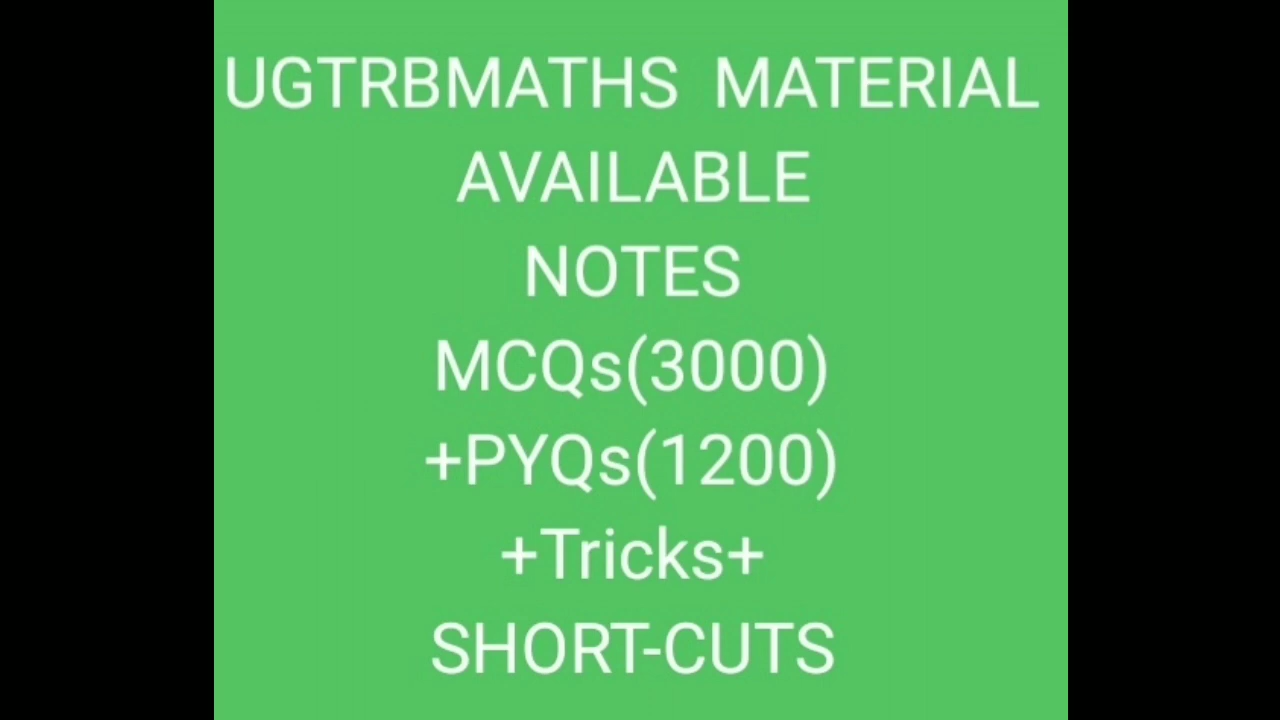 UGTRBMATHS MATERIAL
AVAILABLE
NOTES
MCQs(3000)
+PYQs(1200)
+Tricks+
SHORT-CUTS